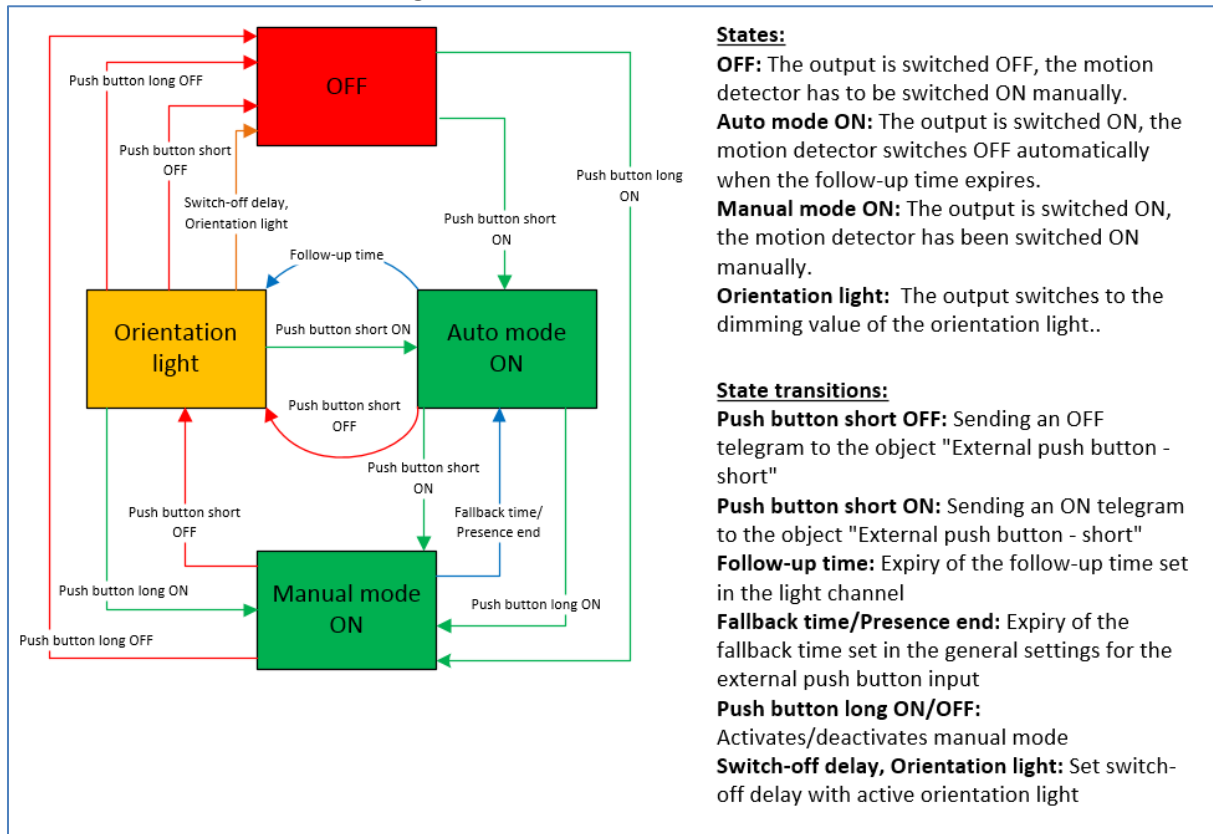 OFF
Push button long OFF
Push button short
OFF
Switch-off delay,
Orientation light
Push button long
ON
Push button short
ON
Follow-up time
Orientation
light
Push button short ON
Auto mode
ON
Push button short
OFF
Push button short
ON
Push button short
OFF
Fallback time/
Presence end
Push button long ON
Manual mode
ON
Push button long ON
Push button long OFF
States:
OFF: The output is switched OFF, the motion
detector has to be switched ON manually.
Auto mode ON: The output is switched ON, the
motion detector switches OFF automatically
when the follow-up time expires.
Manual mode ON: The output is switched ON,
the motion detector has been switched ON
manually.
Orientation light:  The output switches to the
dimming value of the orientation light..
State transitions:
Push button short OFF: Sending an OFF
telegram to the object "External push button -
short"
Push button short ON: Sending an ON telegram
to the object "External push button - short"
Follow-up time: Expiry of the follow-up time set
in the light channel
Fallback time/Presence end: Expiry of the
fallback time set in the general settings for the
external push button input
Push button long ON/OFF:
Activates/deactivates manual mode
Switch-off delay, Orientation light: Set switch-
off delay with active orientation light